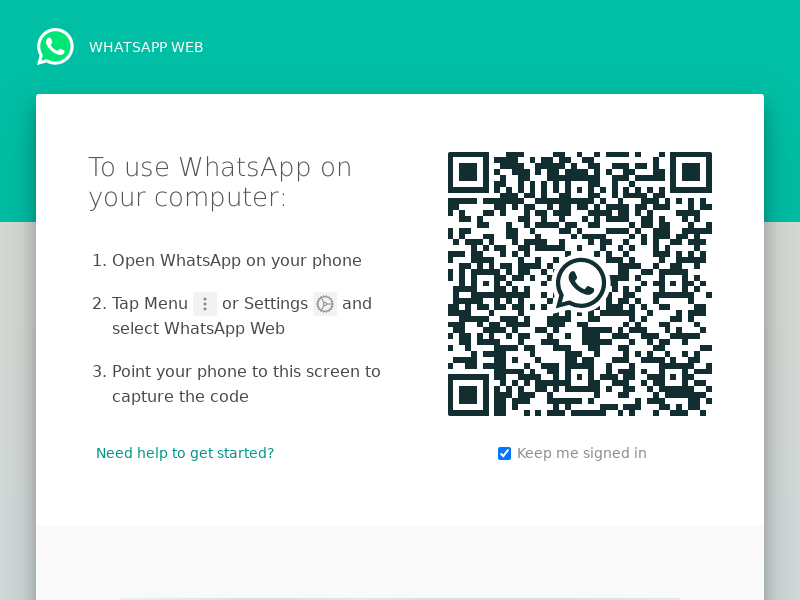 WHATSAPP WEB
To use WhatsApp on
your computer:
1. Open WhatsApp on your phone
2. Tap Menu or Settings and
select WhatsApp Web
3. Point your phone to this screen to
capture the code
Need help to get started?
Keep me signed in